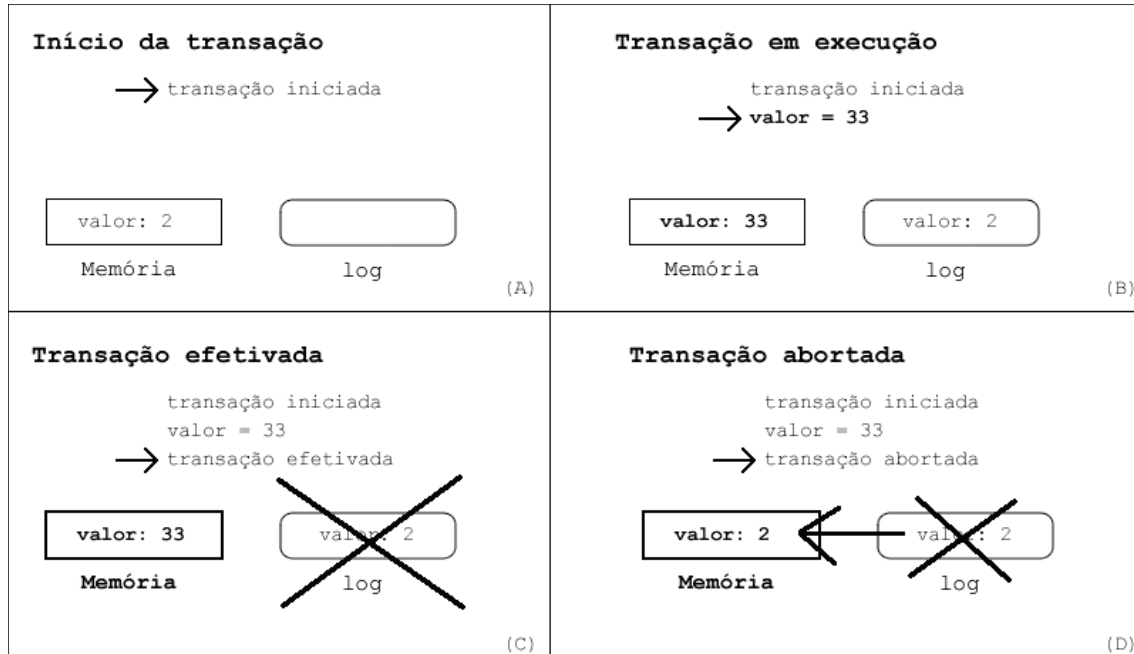 Início da transação
transação iniciada
valor: 2
Memória
log
(A)
Transação em execução
transação iniciada
valor = 33
valor: 33
valor: 2
Memória
log
(B)
Transação efetivada
transação iniciada
valor = 33
transação efetivada
valor: 33
valor: 2
Memória
log
(C)
Transação abortada
transação iniciada
valor = 33
transação abortada
valor: 2
valor: 2
Memória
log
(D)